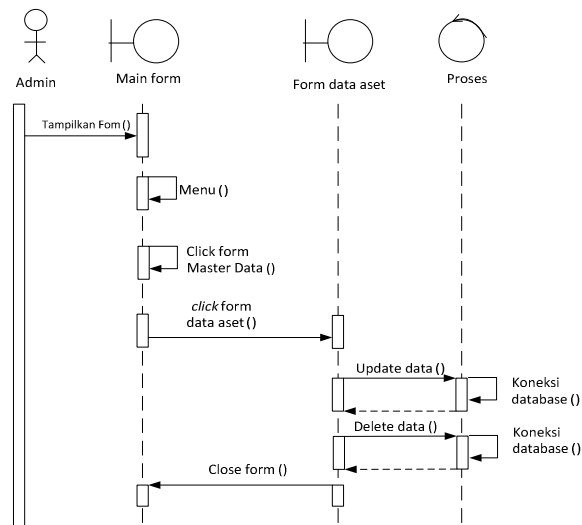 Admin
Main form
Form data aset
Proses
Tampilkan Fom ()
Menu ()
Click form
Master Data ()
click form
data aset ()
Update data ()
Koneksi
database ()
Delete data ()
Koneksi
database ()
Close form ()